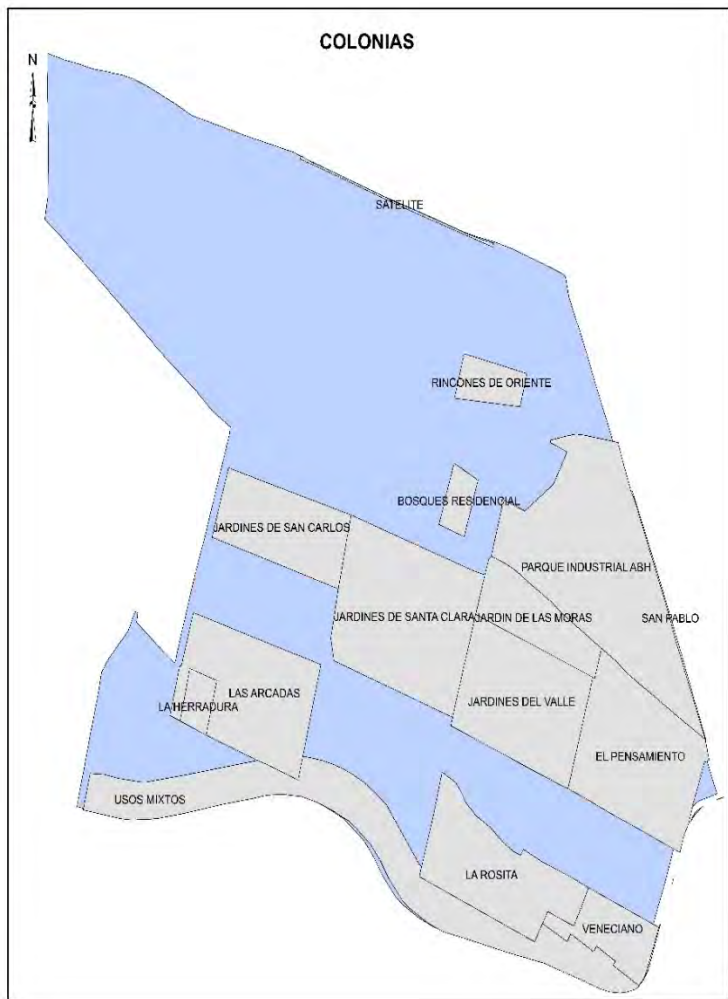 COLONIAS
N
SATELITE
RINCONES DE ORIENTE
BOSQUES RESIDENCIAL
JARDINES DE SAN CARLOS
PARQUE INDUSTRIAL ABH
JARDINES DE SANTA CLARA
JARDIN DE LAS MORAS
SAN PABLO
LAS ARCADAS
LA HERRADURA
JARDINES DEL VALLE
EL PENSAMIENTO
USOS MIXTOS
LA ROSITA
VENECIANO